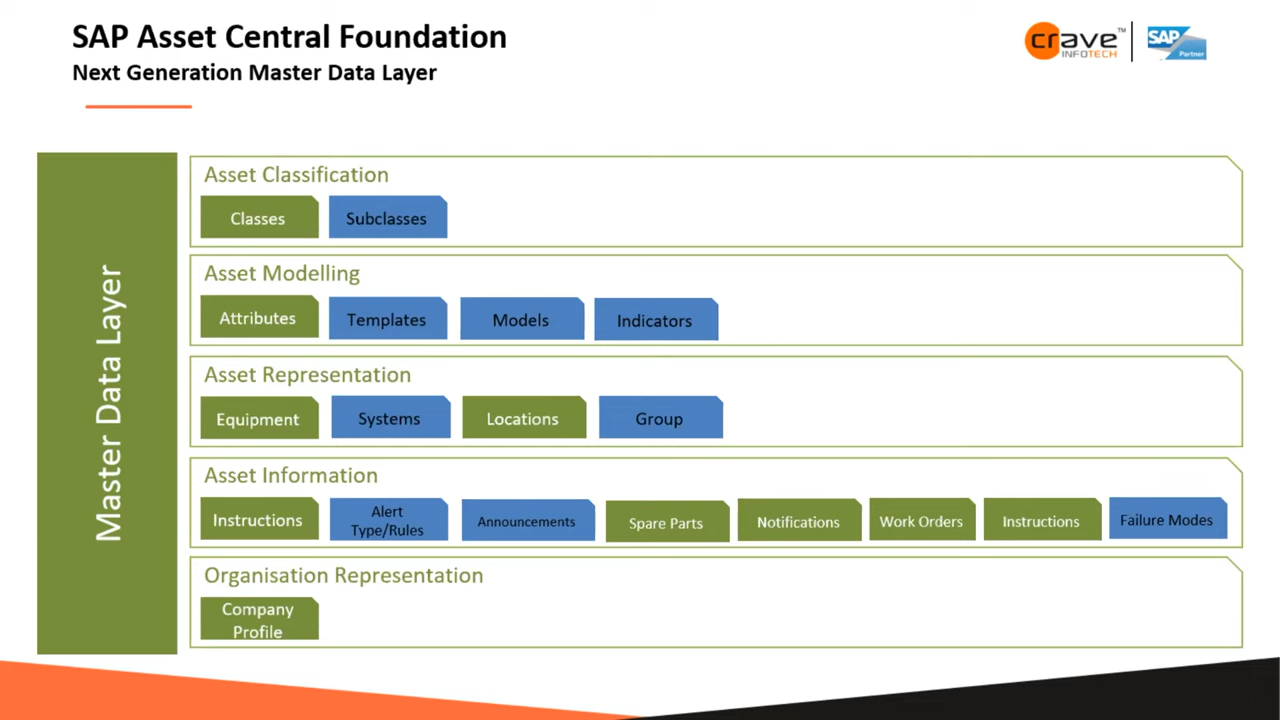 SAP Asset Central Foundation
Next Generation Master Data Layer
crave™
INFOTECH
SAP
Partner
Master Data Layer
Asset Classification
Classes
Subclasses
Asset Modelling
Attributes
Templates
Models
Indicators
Asset Representation
Equipment
Systems
Locations
Group
Asset Information
Instructions
Alert
Type/Rules
Announcements
Spare Parts
Notifications
Work Orders
Instructions
Failure Modes
Organisation Representation
Company
Profile